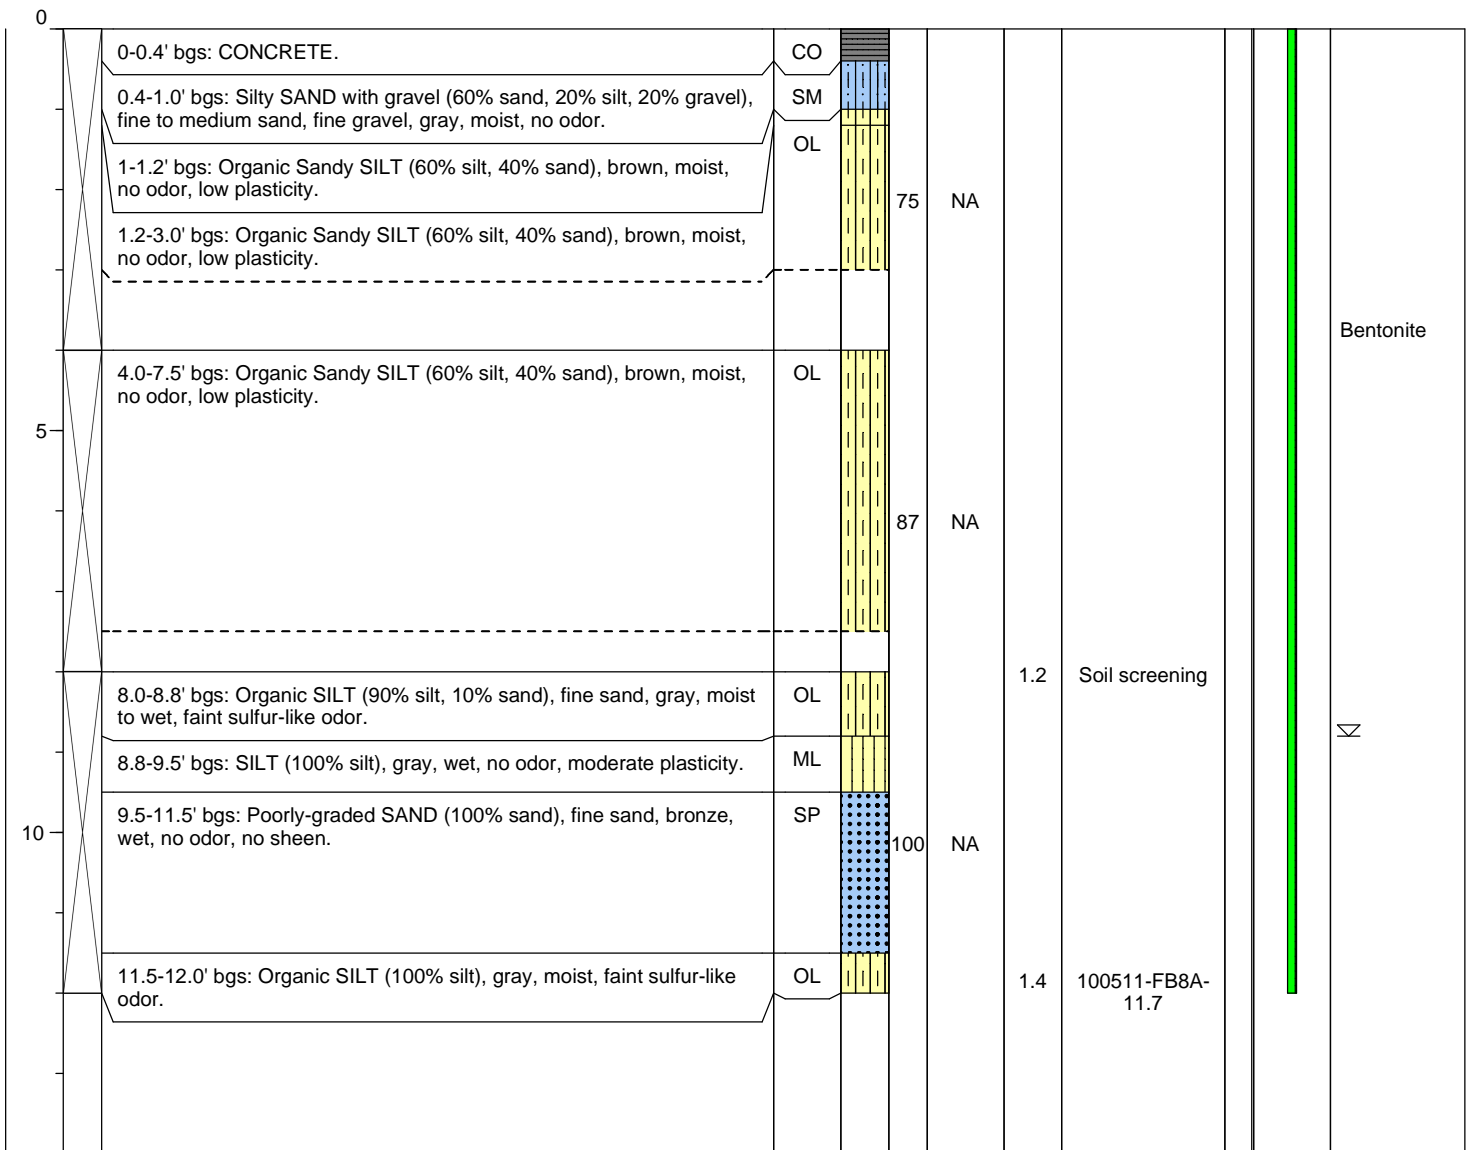 0
0-0.4' bgs: CONCRETE.
CO
0.4-1.0' bgs: Silty SAND with gravel (60% sand, 20% silt, 20% gravel),
fine to medium sand, fine gravel, gray, moist, no odor.
SM
1-1.2' bgs: Organic Sandy SILT (60% silt, 40% sand), brown, moist,
no odor, low plasticity.
OL
75
NA
1.2-3.0' bgs: Organic Sandy SILT (60% silt, 40% sand), brown, moist,
no odor, low plasticity.
Bentonite
4.0-7.5' bgs: Organic Sandy SILT (60% silt, 40% sand), brown, moist,
no odor, low plasticity.
OL
5
87
NA
1.2
Soil screening
8.0-8.8' bgs: Organic SILT (90% silt, 10% sand), fine sand, gray, moist
to wet, faint sulfur-like odor.
OL
8.8-9.5' bgs: SILT (100% silt), gray, wet, no odor, moderate plasticity.
ML
9.5-11.5' bgs: Poorly-graded SAND (100% sand), fine sand, bronze,
wet, no odor, no sheen.
SP
10
100
NA
11.5-12.0' bgs: Organic SILT (100% silt), gray, moist, faint sulfur-like
odor.
OL
1.4
100511-FB8A-
11.7